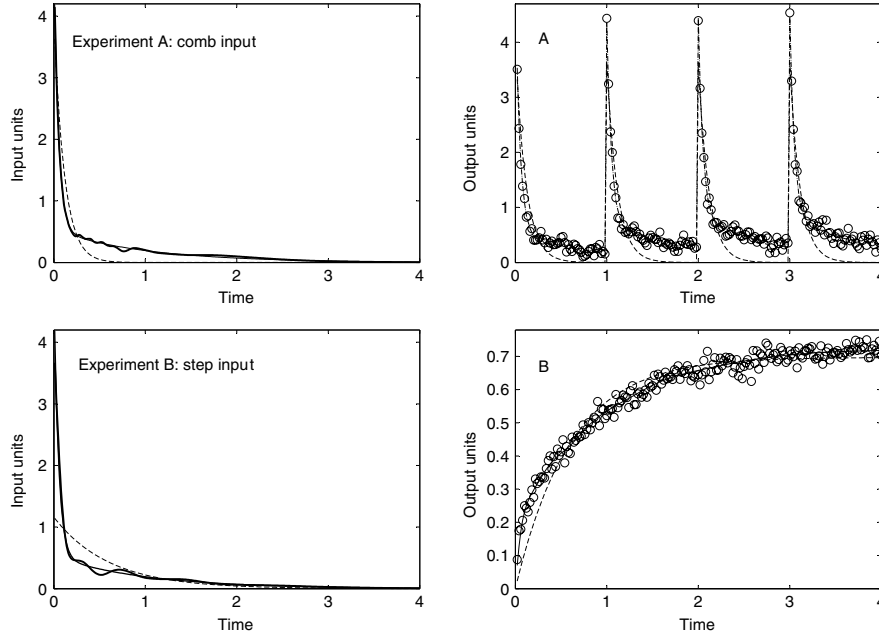 Experiment A: comb input
Input units
4
3
2
1
0
0 1 2 3 4
Time
A
Output units
4
3
2
1
0
0 1 2 3 4
Time
Experiment B: step input
Input units
4
3
2
1
0
0 1 2 3 4
Time
B
Output units
0.7
0.6
0.5
0.4
0.3
0.2
0.1
0
0 1 2 3 4
Time